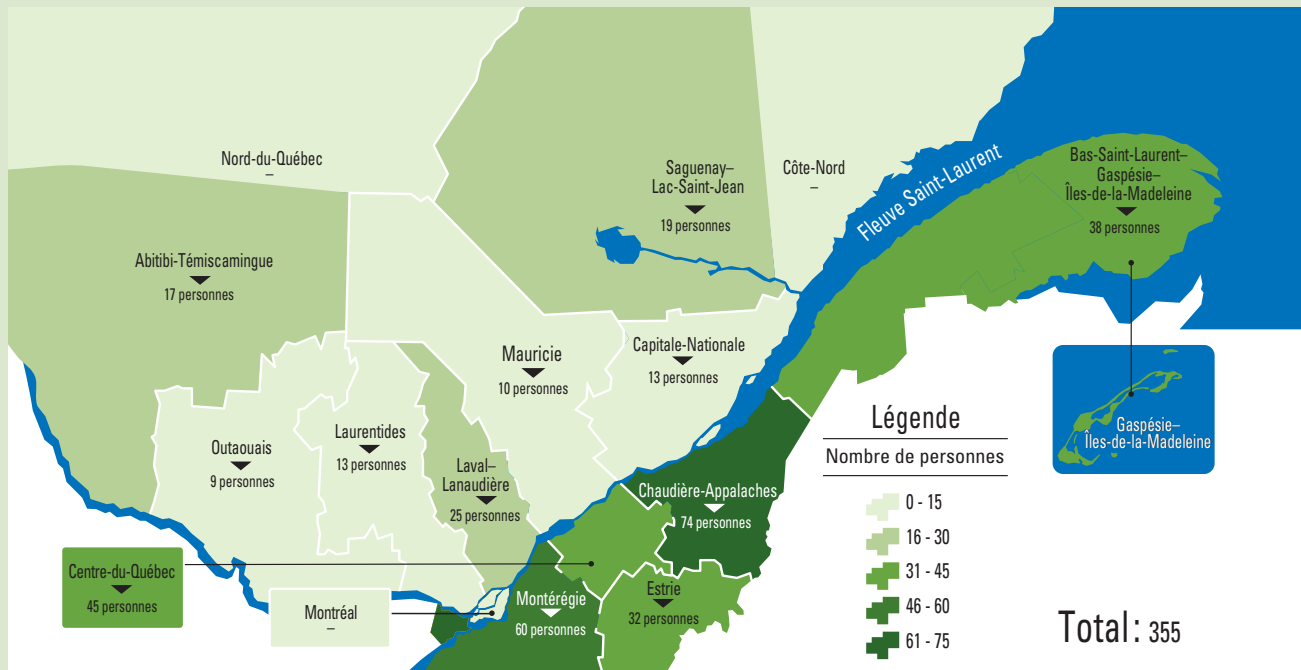 Nord-du-Québec
–
Saguenay–
Lac-Saint-Jean
19 personnes
Côte-Nord
–
Fleuve Saint-Laurent
Bas-Saint-Laurent–
Gaspésie–
Îles-de-la-Madeleine
38 personnes
Abitibi-Témiscamingue
17 personnes
Mauricie
10 personnes
Capitale-Nationale
13 personnes
Outaouais
9 personnes
Laurentides
13 personnes
Laval–
Lanaudière
25 personnes
Chaudière-Appalaches
74 personnes
Centre-du-Québec
45 personnes
Montréal
–
Montérégie
60 personnes
Estrie
32 personnes
Gaspésie–
Îles-de-la-Madeleine
Légende
Nombre de personnes
0 - 15
16 - 30
31 - 45
46 - 60
61 - 75
Total : 355